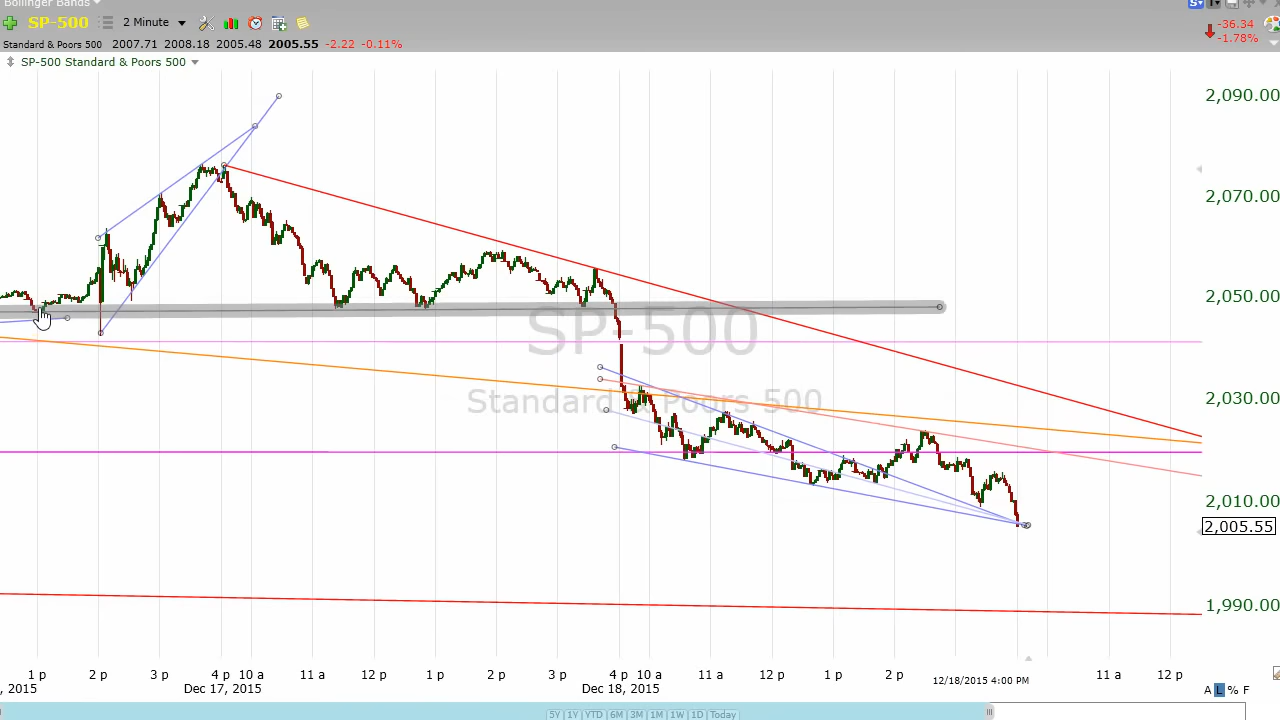 Bollinger Bands
SP-500 2 Minute
-36.34
-1.78%
Standard & Poors 500 2007.71 2008.18 2005.48 2005.55 -2.22 -0.11%
SP-500 Standard & Poors 500
2,090.00
2,070.00
2,050.00
SP-500
Standard & Poors 500
2,030.00
2,010.00
2,005.55
1,990.00
1 p 2 p 3 p 4 p 10 a 11 a 12 p 1 p 2 p 3 p 4 p 10 a 11 a 12 p 1 p 2 p 12/18/2015 4:00 PM 11 a 12 p
, 2015 Dec 17, 2015 Dec 18, 2015
A L % F
5Y 1Y YTD 6M 3M 1M 1W 1D Today